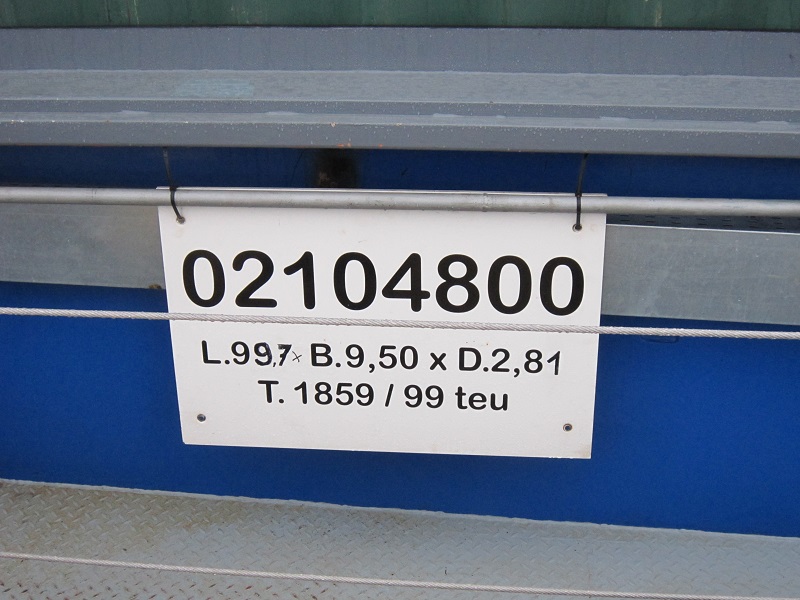 02104800
L.99,7 x B.9,50 x D.2,81
T. 1859 / 99 teu